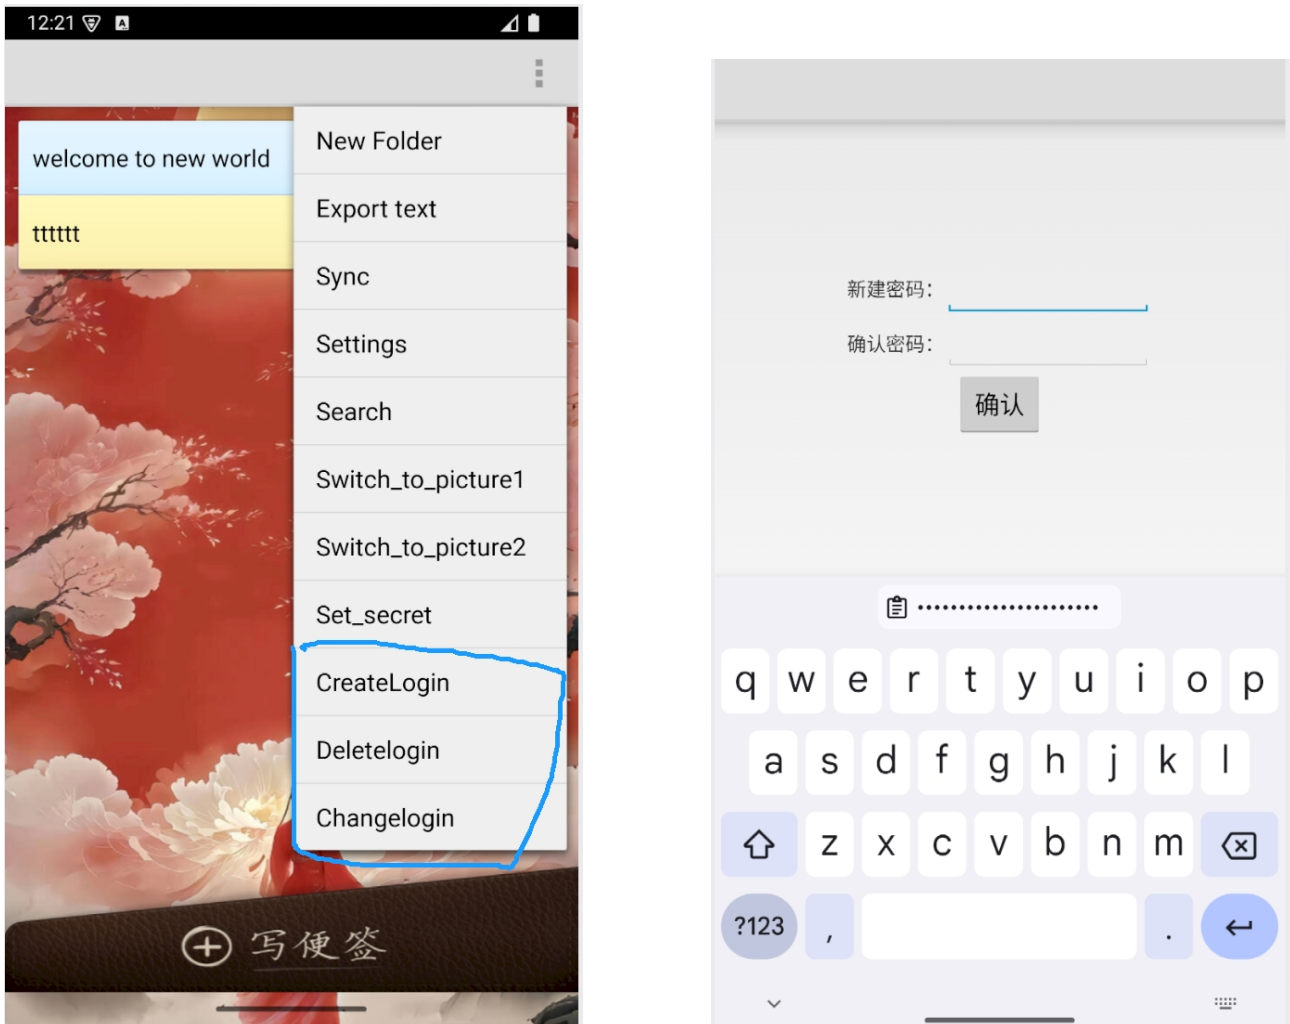 12:21
A
welcome to new world
tttttt
New Folder
Export text
Sync
Settings
Search
Switch_to_picture1
Switch_to_picture2
Set_secret
CreateLogin
Deletelogin
Changelogin
写便签
新建密码：
确认密码：
确认
••••••••••••••••••••••
q w e r t y u i o p
a s d f g h j k l
z x c v b n m
?123 , .